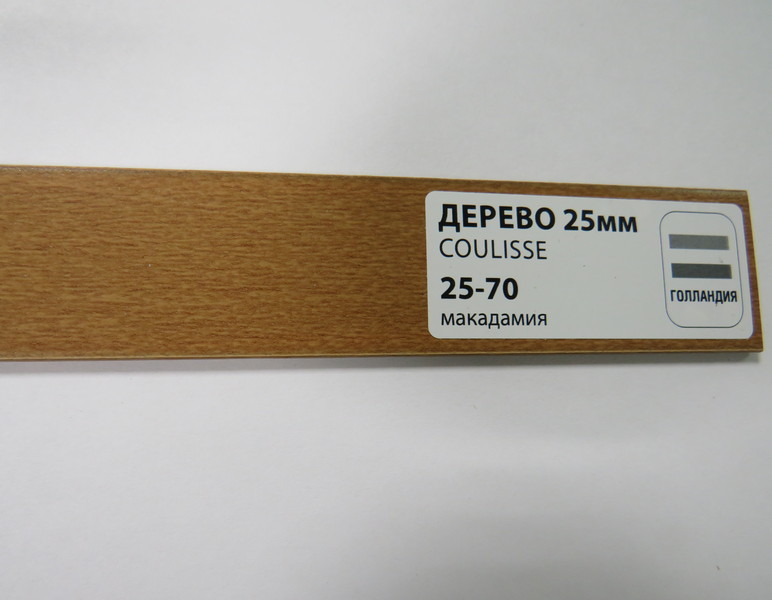 ДЕРЕВО 25мм
COULISSE
25-70
макадамия
ГОЛЛАНДИЯ